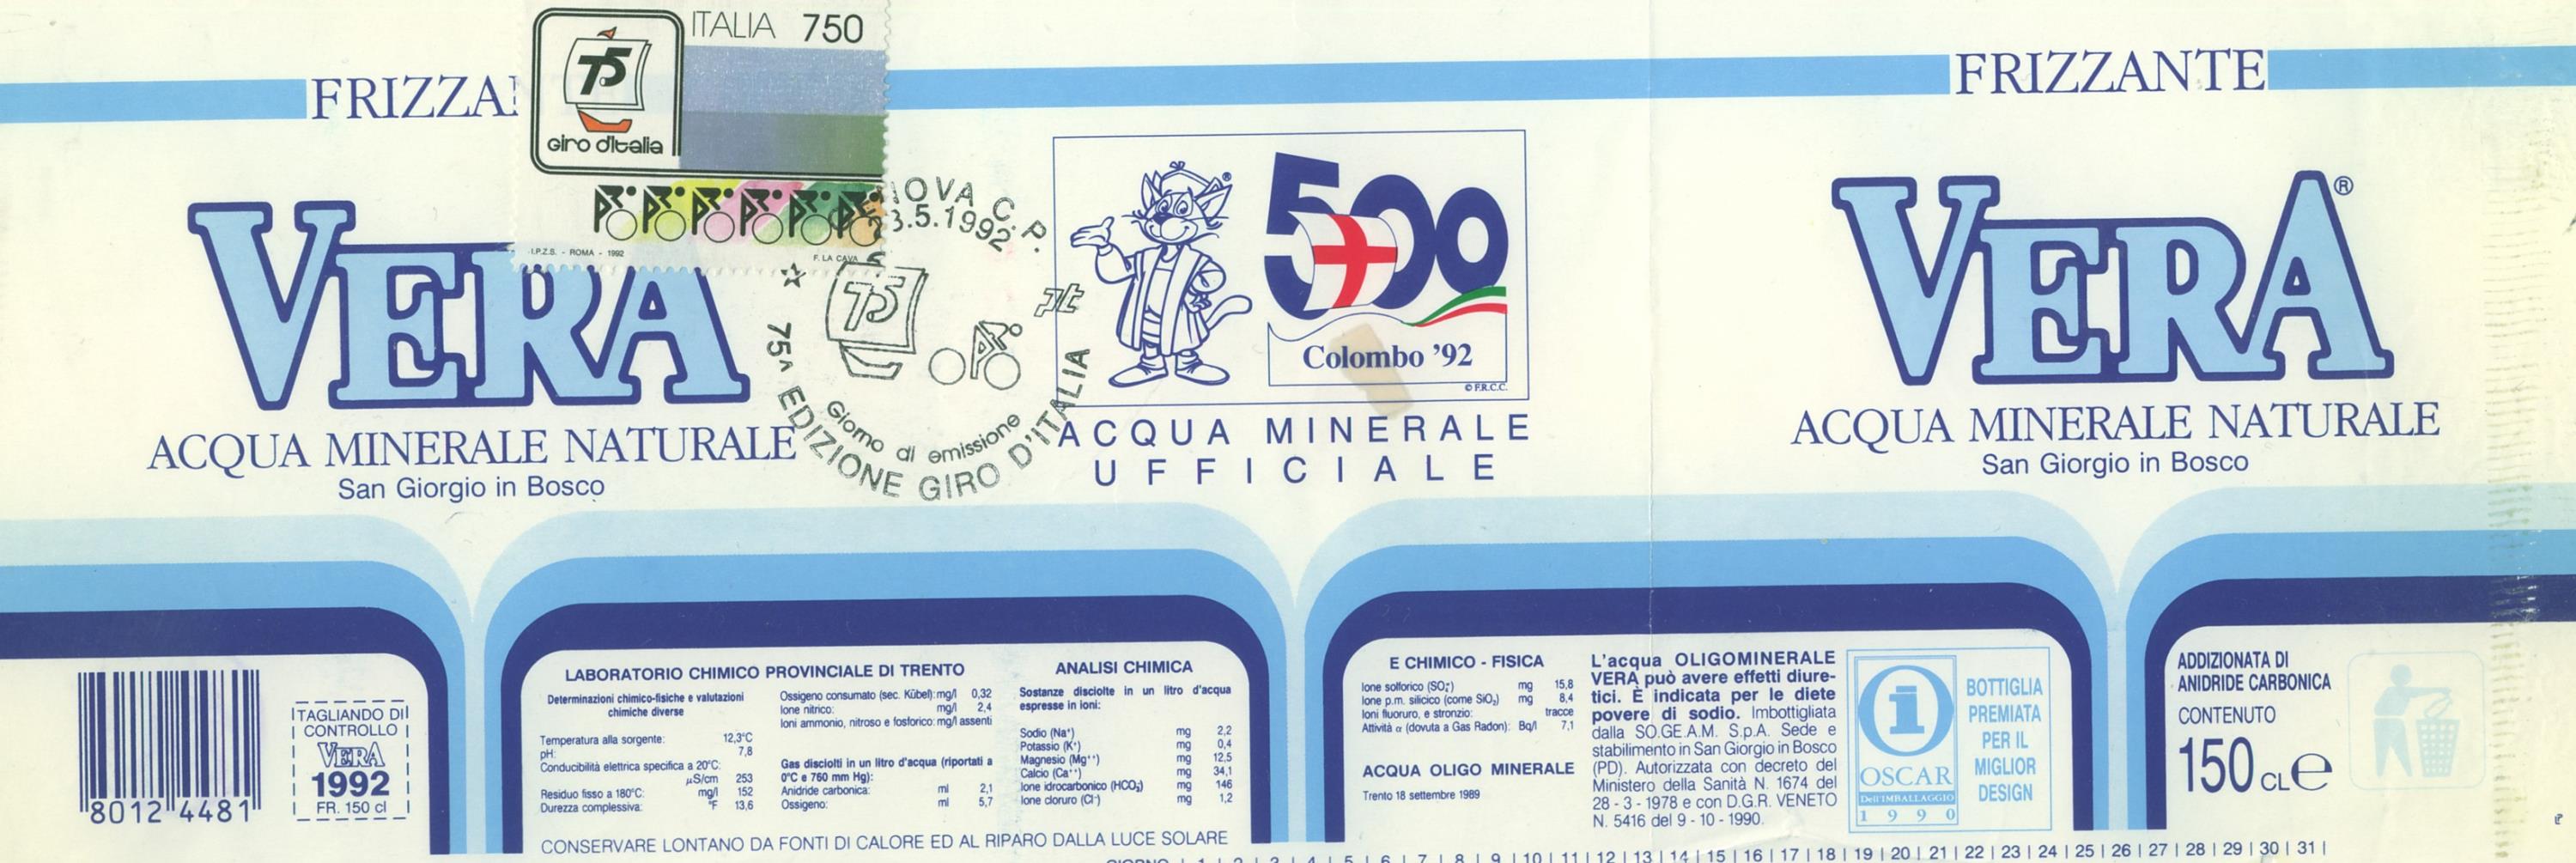 ITALIA 750
75
giro d'Italia
I.P.Z.S. - ROMA - 1992
F. LA CAVA
FRIZZA
VERA
ACQUA MINERALE NATURALE
San Giorgio in Bosco
C. P.
.5.1992
75
pt
Giorno di emissione
75ᴬ EDIZIONE GIRO D'ITALIA
®
500
Colombo '92
© F.R.C.C.
ACQUA MINERALE
UFFICIALE
FRIZZANTE
VERA®
ACQUA MINERALE NATURALE
San Giorgio in Bosco
8012 4481
TAGLIANDO DI
CONTROLLO
VERA
1992
FR. 150 cl
LABORATORIO CHIMICO PROVINCIALE DI TRENTO
Determinazioni chimico-fisiche e valutazioni
chimiche diverse
Temperatura alla sorgente: 12,3°C
pH: 7,8
Conducibilità elettrica specifica a 20°C:
µS/cm 253
Residuo fisso a 180°C: mg/l 152
Durezza complessiva: °F 13,6
Ossigeno consumato (sec. Kübel): mg/l 0,32
Ione nitrico: mg/l 2,4
Ioni ammonio, nitroso e fosforico: mg/l assenti
Gas disciolti in un litro d'acqua (riportati a
0°C e 760 mm Hg):
Anidride carbonica: ml 2,1
Ossigeno: ml 5,7
ANALISI CHIMICA
Sostanze disciolte in un litro d'acqua
espresse in ioni:
Sodio (Na⁺) mg 2,2
Potassio (K⁺) mg 0,4
Magnesio (Mg⁺⁺) mg 12,5
Calcio (Ca⁺⁺) mg 34,1
Ione idrocarbonico (HCO₃) mg 146
Ione cloruro (Cl⁻) mg 1,2
CONSERVARE LONTANO DA FONTI DI CALORE ED AL RIPARO DALLA LUCE SOLARE
E CHIMICO - FISICA
Ione solforico (SO₄⁻) mg 15,8
Ione p.m. silicico (come SiO₂) mg 8,4
Ioni fluoruro, e stronzio: tracce
Attività α (dovuta a Gas Radon): Bq/l 7,1
ACQUA OLIGO MINERALE
Trento 18 settembre 1989
L'acqua OLIGOMINERALE
VERA può avere effetti diure-
tici. È indicata per le diete
povere di sodio. Imbottigliata
dalla SO.GE.A.M. S.p.A. Sede e
stabilimento in San Giorgio in Bosco
(PD). Autorizzata con decreto del
Ministero della Sanità N. 1674 del
28 - 3 - 1978 e con D.G.R. VENETO
N. 5416 del 9 - 10 - 1990.
i
OSCAR
Dell'IMBALLAGGIO
1990
BOTTIGLIA
PREMIATA
PER IL
MIGLIOR
DESIGN
ADDIZIONATA DI
ANIDRIDE CARBONICA
CONTENUTO
150 CL e
GIORNO | 1 | 2 | 3 | 4 | 5 | 6 | 7 | 8 | 9 | 10 | 11 | 12 | 13 | 14 | 15 | 16 | 17 | 18 | 19 | 20 | 21 | 22 | 23 | 24 | 25 | 26 | 27 | 28 | 29 | 30 | 31 |